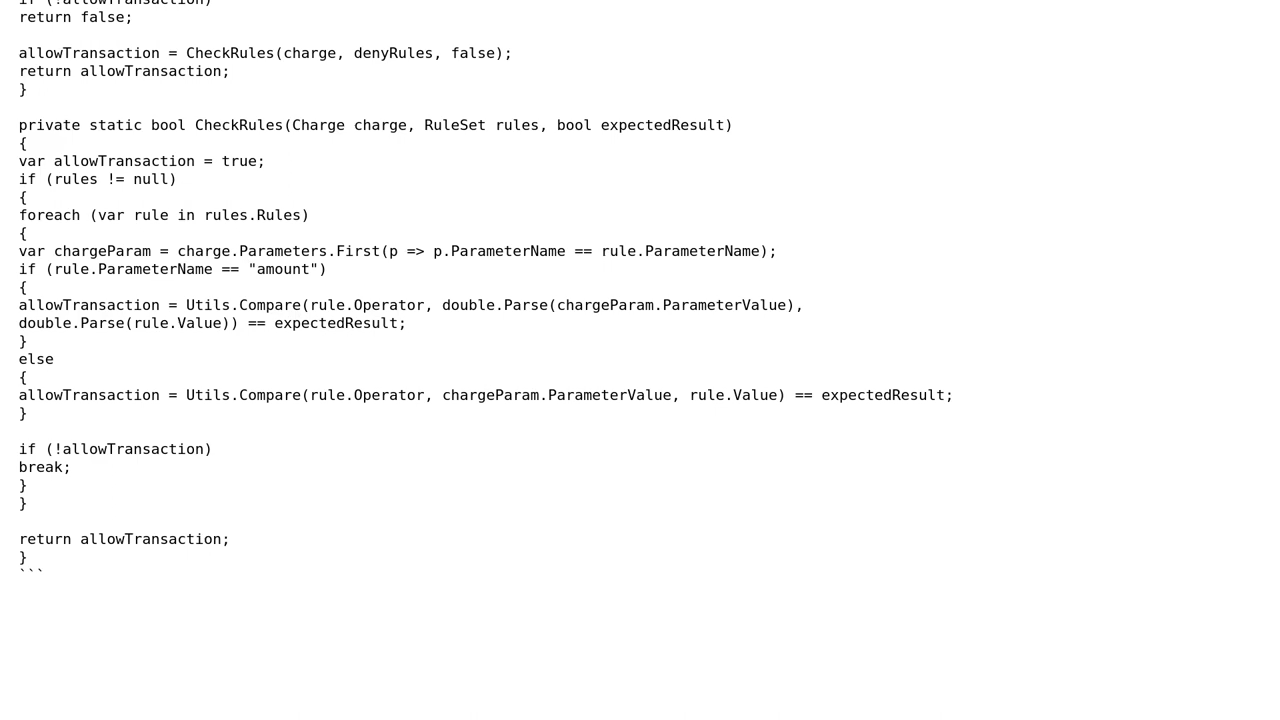 if (!allowTransaction)
return false;

allowTransaction = CheckRules(charge, denyRules, false);
return allowTransaction;
}

private static bool CheckRules(Charge charge, RuleSet rules, bool expectedResult)
{
var allowTransaction = true;
if (rules != null)
{
foreach (var rule in rules.Rules)
{
var chargeParam = charge.Parameters.First(p => p.ParameterName == rule.ParameterName);
if (rule.ParameterName == "amount")
{
allowTransaction = Utils.Compare(rule.Operator, double.Parse(chargeParam.ParameterValue),
double.Parse(rule.Value)) == expectedResult;
}
else
{
allowTransaction = Utils.Compare(rule.Operator, chargeParam.ParameterValue, rule.Value) == expectedResult;
}

if (!allowTransaction)
break;
}
}

return allowTransaction;
}
```